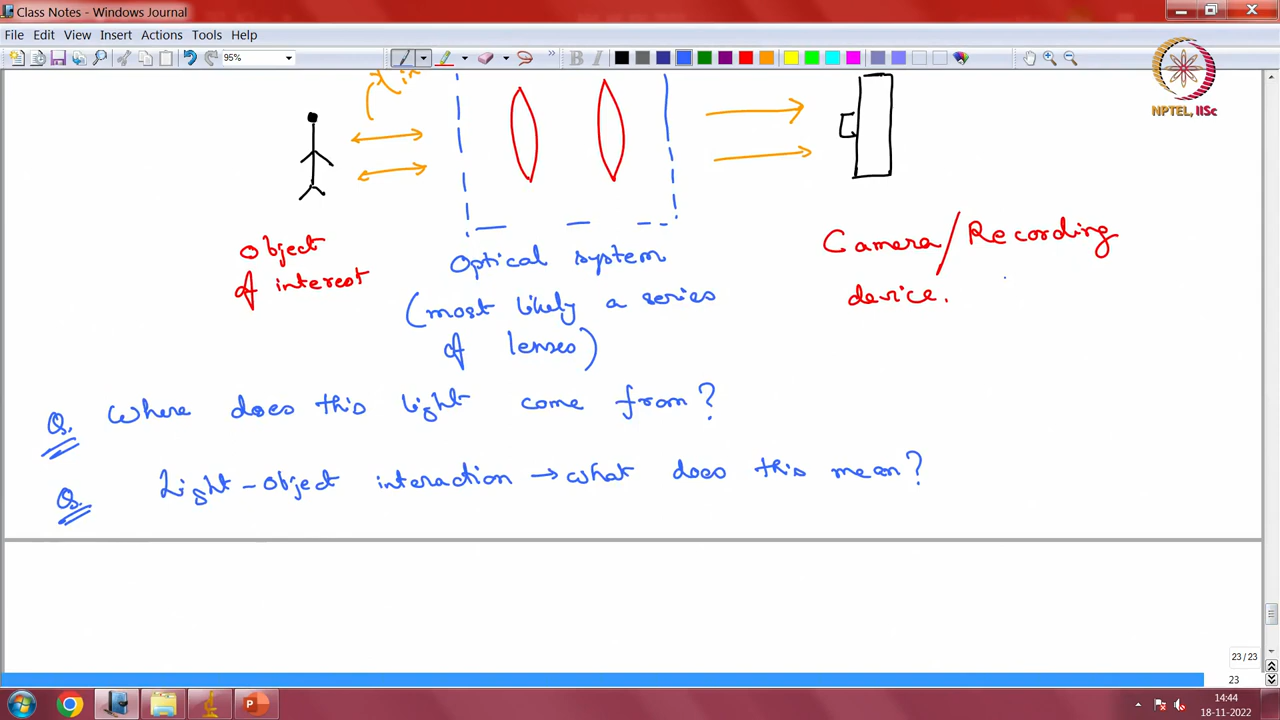 Class Notes - Windows Journal
File Edit View Insert Actions Tools Help
95%
NPTEL, IISc
Object
of interest
Optical system
(most likely a series
of lenses)
Camera/Recording
device.
Q. Where does this light come from?
Q. Light-object interaction → What does this mean?
23 / 23
23
14:44
18-11-2022